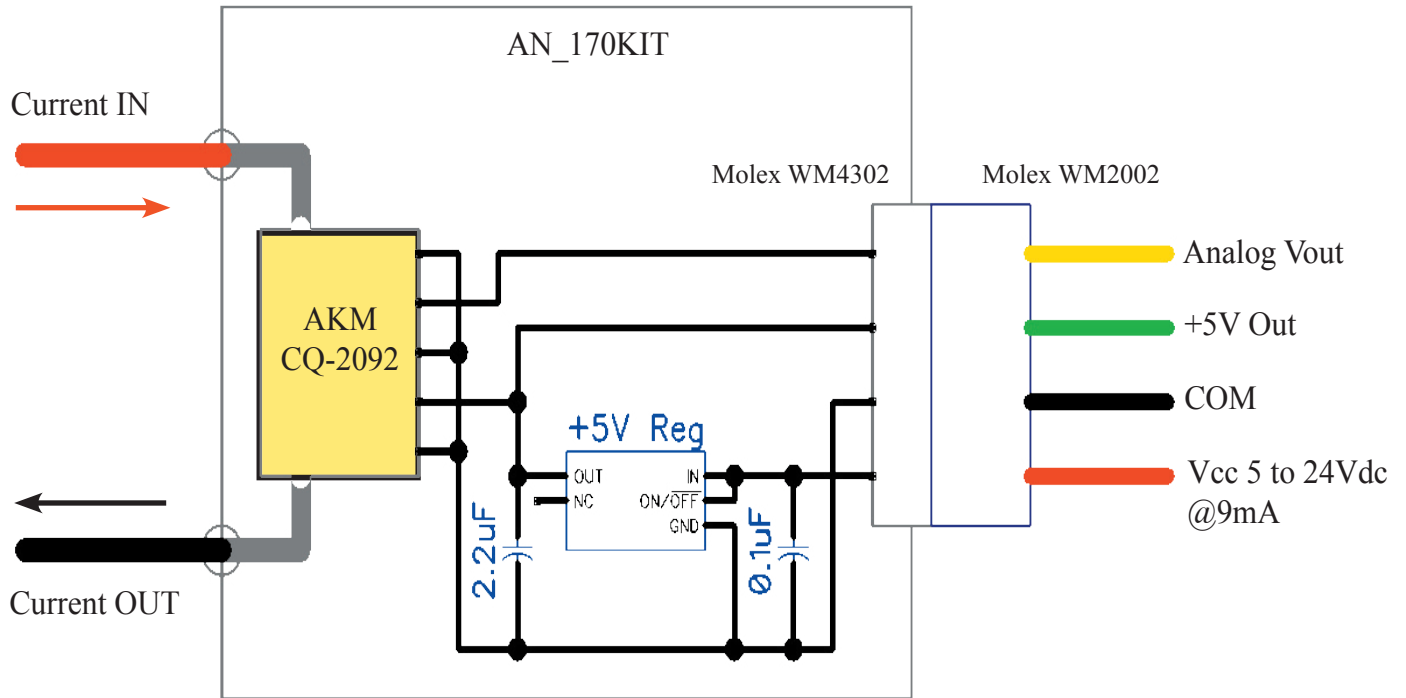 AN_170KIT
Current IN
Molex WM4302
Molex WM2002
Analog Vout
AKM
CQ-2092
+5V Out
COM
+5V Reg
OUT
IN
NC
ON/OFF
GND
Vcc 5 to 24Vdc
@9mA
2.2uF
0.1uF
Current OUT